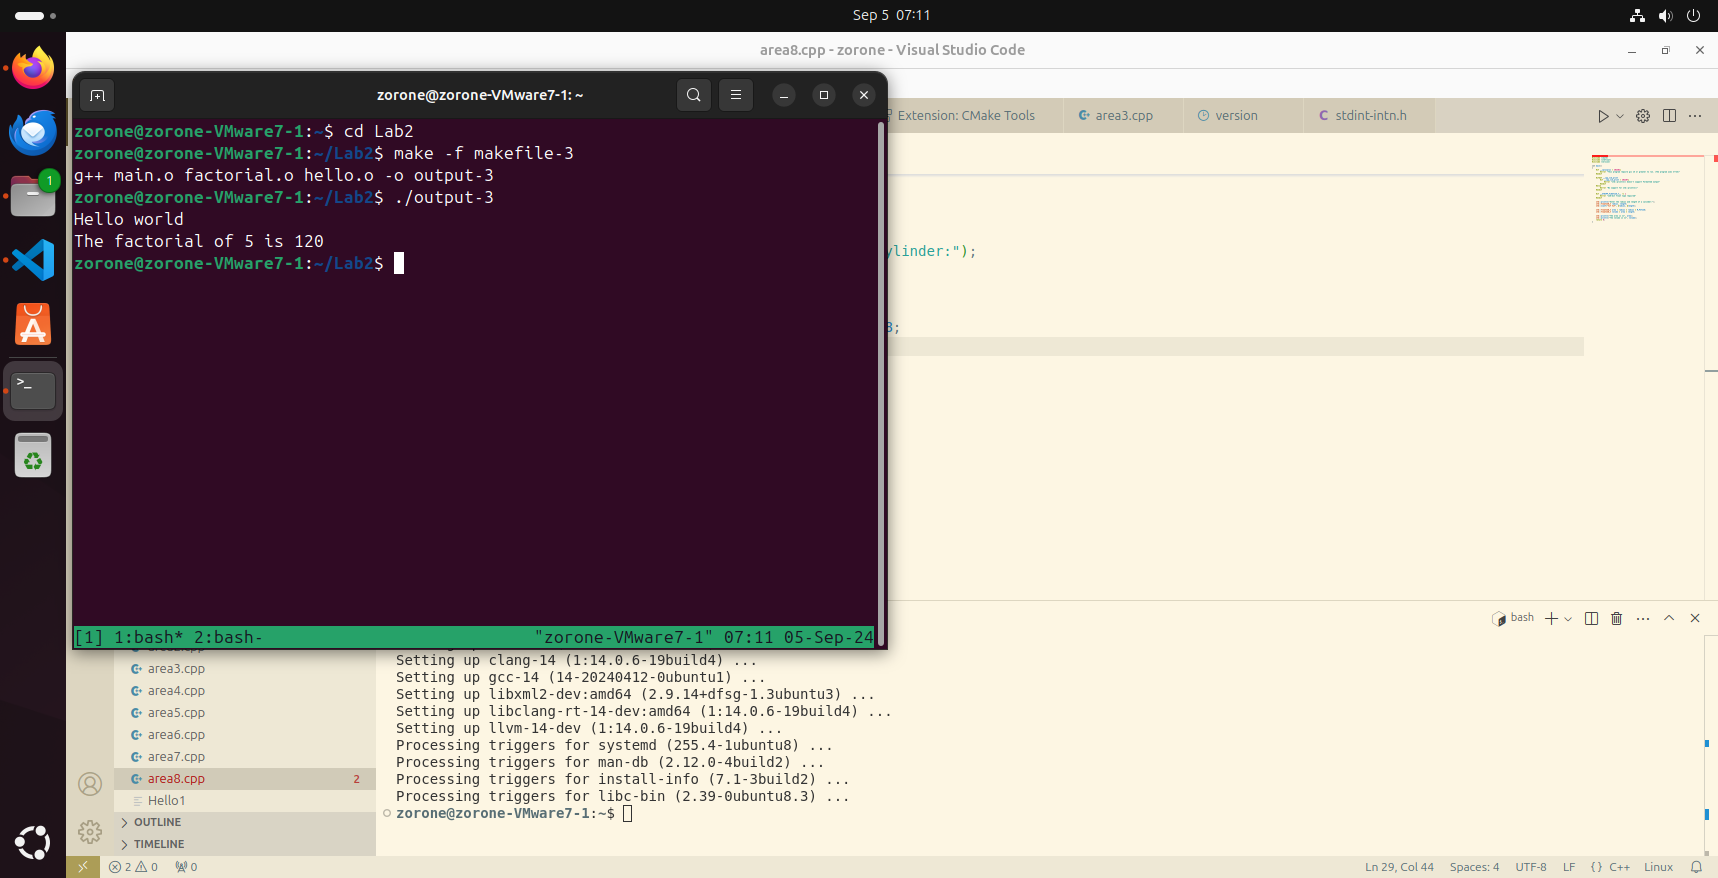 Sep 5 07:11
area8.cpp - zorone - Visual Studio Code
1
zorone@zorone-VMware7-1: ~
Extension: CMake Tools
area3.cpp
version
C stdint-intn.h
zorone@zorone-VMware7-1:~$ cd Lab2
zorone@zorone-VMware7-1:~/Lab2$ make -f makefile-3
g++ main.o factorial.o hello.o -o output-3
zorone@zorone-VMware7-1:~/Lab2$ ./output-3
Hello world
The factorial of 5 is 120
zorone@zorone-VMware7-1:~/Lab2$
[1] 1:bash* 2:bash- "zorone-VMware7-1" 07:11 05-Sep-24
ylinder:");
3;
bash
area3.cpp
area4.cpp
area5.cpp
area6.cpp
area7.cpp
area8.cpp 2
Hello1
OUTLINE
TIMELINE
Setting up clang-14 (1:14.0.6-19build4) ...
Setting up gcc-14 (14-20240412-0ubuntu1) ...
Setting up libxml2-dev:amd64 (2.9.14+dfsg-1.3ubuntu3) ...
Setting up libclang-rt-14-dev:amd64 (1:14.0.6-19build4) ...
Setting up llvm-14-dev (1:14.0.6-19build4) ...
Processing triggers for systemd (255.4-1ubuntu8) ...
Processing triggers for man-db (2.12.0-4build2) ...
Processing triggers for install-info (7.1-3build2) ...
Processing triggers for libc-bin (2.39-0ubuntu8.3) ...
zorone@zorone-VMware7-1:~$
2 0 0
Ln 29, Col 44 Spaces: 4 UTF-8 LF {} C++ Linux